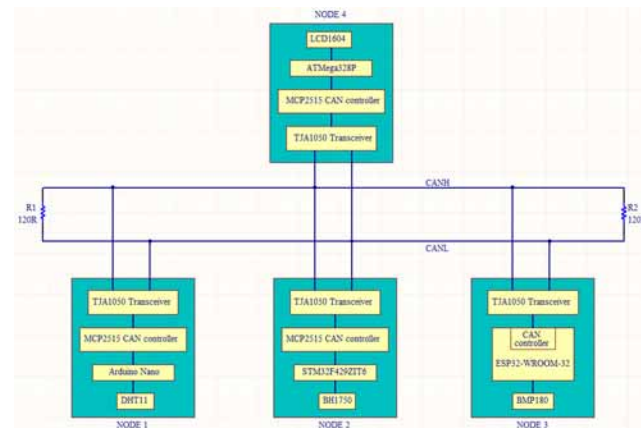 NODE 4
LCD1604
ATMega328P
MCP2515 CAN controller
TJA1050 Transceiver
CANH
R1
120R
R2
120
CANL
TJA1050 Transceiver
MCP2515 CAN controller
Arduino Nano
DHT11
NODE 1
TJA1050 Transceiver
MCP2515 CAN controller
STM32F429ZIT6
BH1750
NODE 2
TJA1050 Transceiver
CAN
controller
ESP32-WROOM-32
BMP180
NODE 3